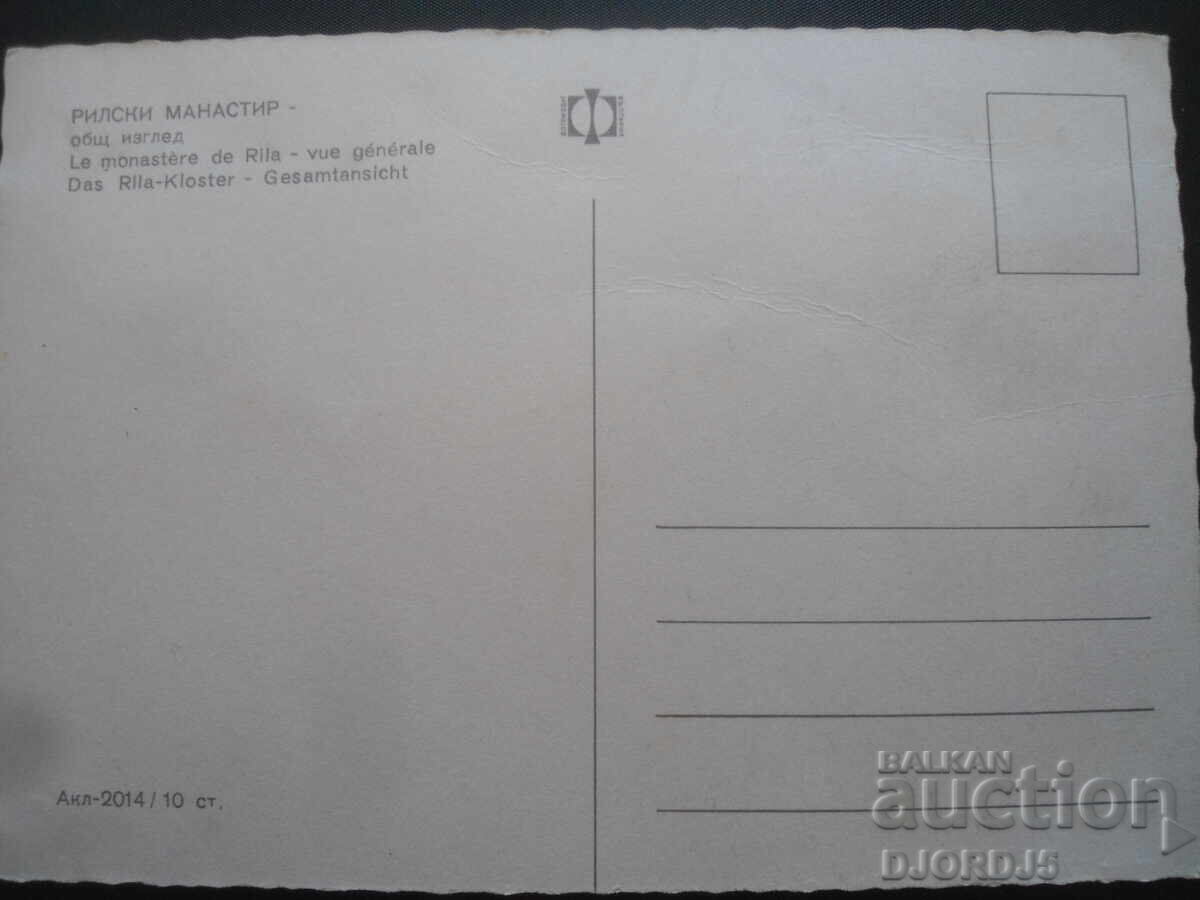 РИЛСКИ МАНАСТИР -
общ изглед
Le monastère de Rila - vue générale
Das Rila-Kloster - Gesamtansicht
Акл-2014/10 ст.
BALKAN
auction
DJORDJ5